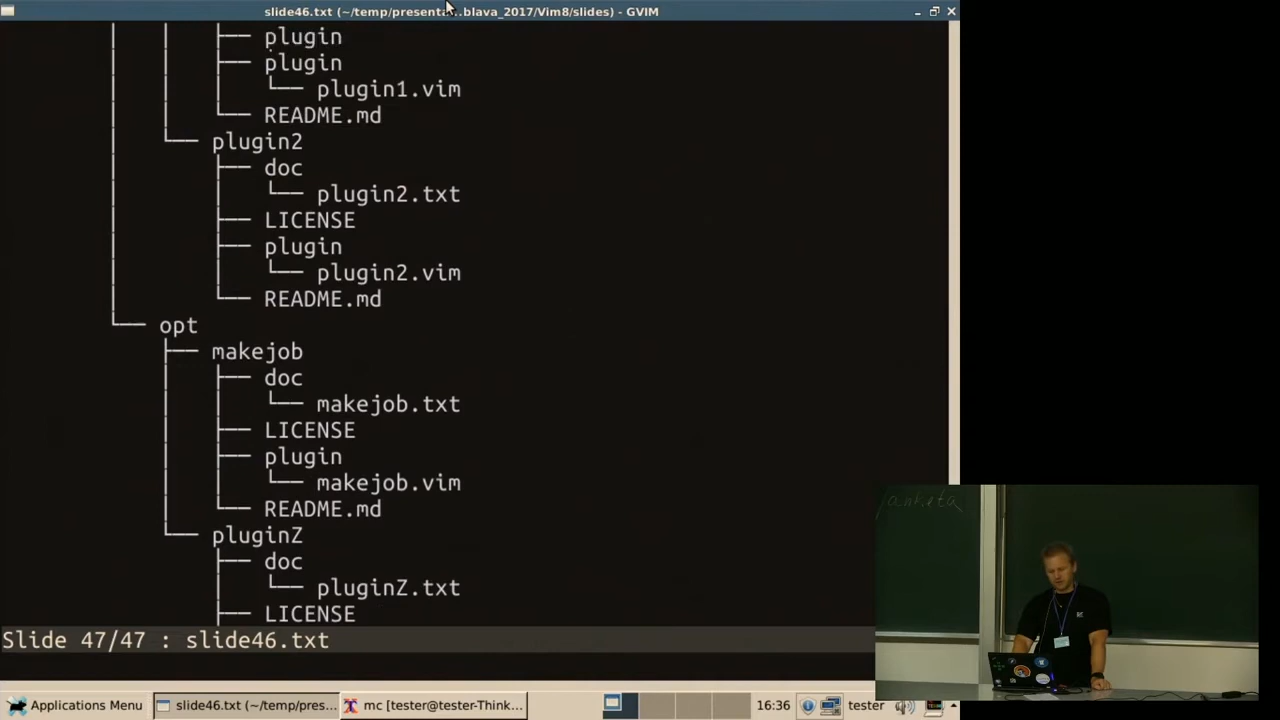 slide46.txt (~/temp/presenta...blava_2017/Vim8/slides) - GVIM
│   │   ├── plugin
│   │   ├── plugin
│   │   │   └── plugin1.vim
│   │   └── README.md
│   └── plugin2
│       ├── doc
│       │   └── plugin2.txt
│       ├── LICENSE
│       ├── plugin
│       │   └── plugin2.vim
│       └── README.md
└── opt
    ├── makejob
    │   ├── doc
    │   │   └── makejob.txt
    │   ├── LICENSE
    │   ├── plugin
    │   │   └── makejob.vim
    │   └── README.md
    └── pluginZ
        ├── doc
        │   └── pluginZ.txt
        ├── LICENSE
Slide 47/47 : slide46.txt
/anketa
Applications Menu slide46.txt (~/temp/pres... mc [tester@tester-Think... 16:36 tester